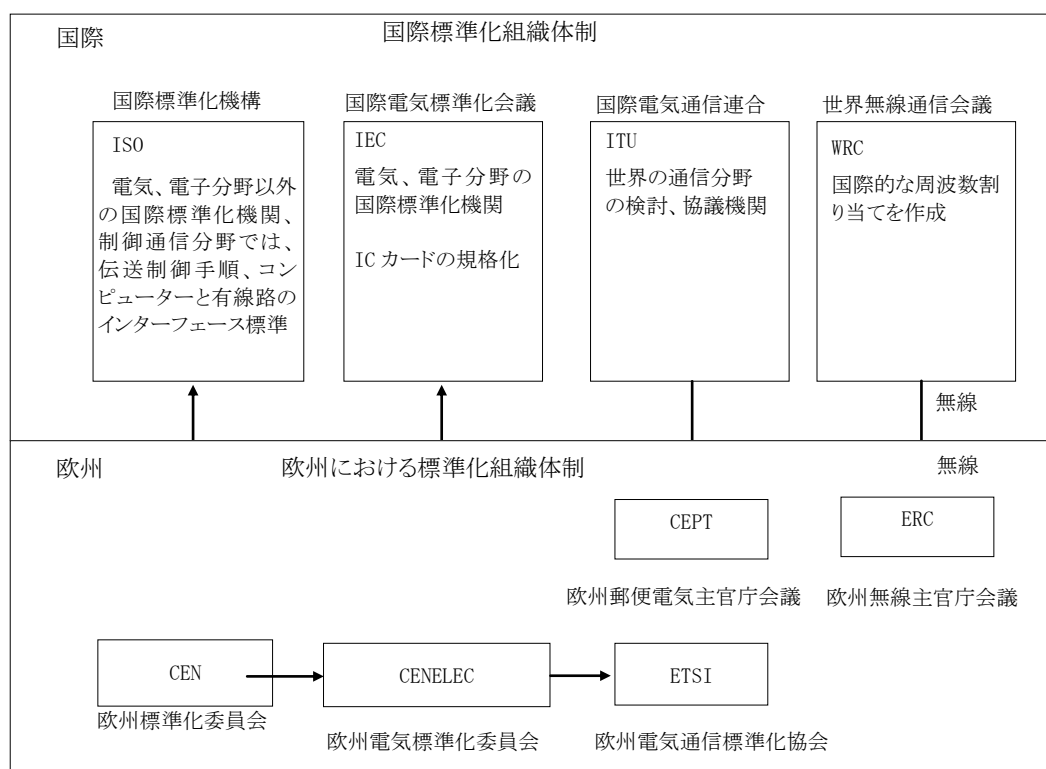 国際
国際標準化組織体制
国際標準化機構
ISO
電気、電子分野以外
の国際標準化機関、
制御通信分野では、
伝送制御手順、コン
ピューターと有線路の
インターフェース標準
国際電気標準化会議
IEC
電気、電子分野の
国際標準化機関
IC カードの規格化
国際電気通信連合
ITU
世界の通信分野
の検討、協議機関
世界無線通信会議
WRC
国際的な周波数割
り当てを作成
無線
欧州
欧州における標準化組織体制
無線
CEPT
欧州郵便電気主官庁会議
ERC
欧州無線主官庁会議
CEN
欧州標準化委員会
CENELEC
欧州電気標準化委員会
ETSI
欧州電気通信標準化協会